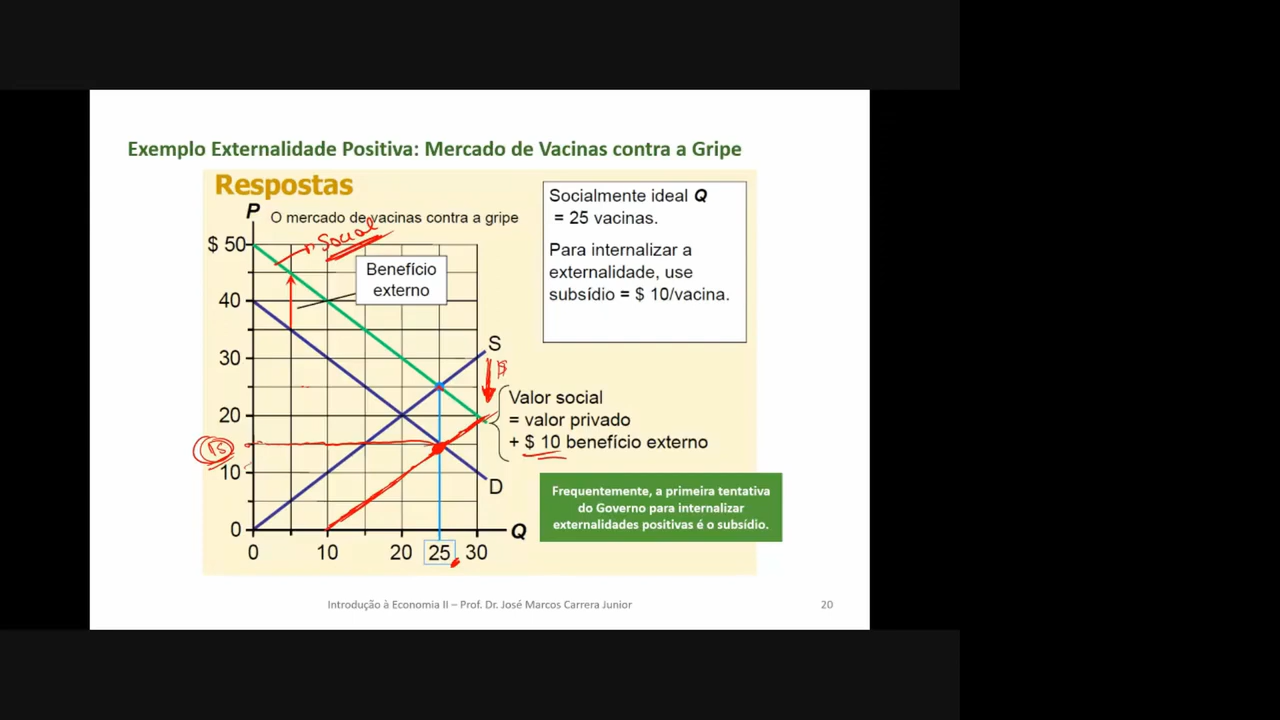 Exemplo Externalidade Positiva: Mercado de Vacinas contra a Gripe
Respostas
P
O mercado de vacinas contra a gripe
Social
$ 50
40
30
20
15
10
0
Benefício
externo
S
D
Q
0
10
20
25
30
Socialmente ideal Q
= 25 vacinas.
Para internalizar a
externalidade, use
subsídio = $ 10/vacina.
Valor social
= valor privado
+ $ 10 benefício externo
Frequentemente, a primeira tentativa
do Governo para internalizar
externalidades positivas é o subsídio.
Introdução à Economia II – Prof. Dr. José Marcos Carrera Junior
20